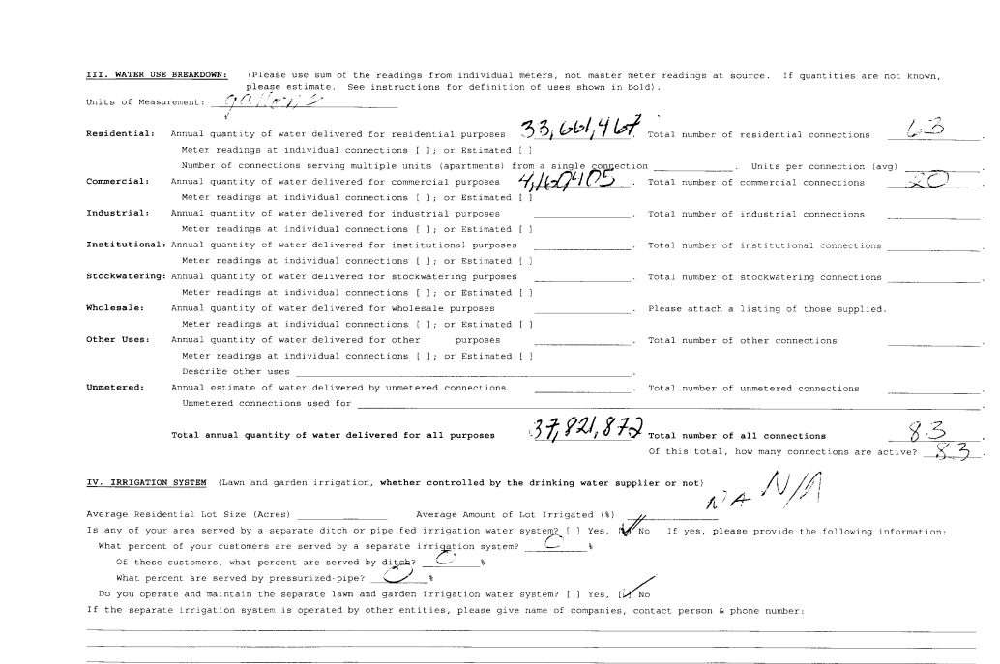 III. WATER USE BREAKDOWN: (Please use sum of the readings from individual meters, not master meter readings at source. If quantities are not known,
please estimate. See instructions for definition of uses shown in bold).
Units of Measurement: gallons
Residential: Annual quantity of water delivered for residential purposes 33,661,467. Total number of residential connections 63
Meter readings at individual connections [ ]; or Estimated [ ]
Number of connections serving multiple units (apartments) from a single connection ____. Units per connection (avg) ____.
Commercial: Annual quantity of water delivered for commercial purposes 4,160,405. Total number of commercial connections 20.
Meter readings at individual connections [ ]; or Estimated [ ]
Industrial: Annual quantity of water delivered for industrial purposes ____. Total number of industrial connections ____.
Meter readings at individual connections [ ]; or Estimated [ ]
Institutional: Annual quantity of water delivered for institutional purposes ____. Total number of institutional connections ____.
Meter readings at individual connections [ ]; or Estimated [ ]
Stockwatering: Annual quantity of water delivered for stockwatering purposes ____. Total number of stockwatering connections ____.
Meter readings at individual connections [ ]; or Estimated [ ]
Wholesale: Annual quantity of water delivered for wholesale purposes ____. Please attach a listing of those supplied.
Meter readings at individual connections [ ]; or Estimated [ ]
Other Uses: Annual quantity of water delivered for other purposes ____. Total number of other connections ____.
Meter readings at individual connections [ ]; or Estimated [ ]
Describe other uses ____.
Unmetered: Annual estimate of water delivered by unmetered connections ____. Total number of unmetered connections ____.
Unmetered connections used for ____.
Total annual quantity of water delivered for all purposes 37,821,872 Total number of all connections 83.
Of this total, how many connections are active? 83.
IV. IRRIGATION SYSTEM (Lawn and garden irrigation, whether controlled by the drinking water supplier or not)
NA N/A
Average Residential Lot Size (Acres) ____ Average Amount of Lot Irrigated (%) ____
Is any of your area served by a separate ditch or pipe fed irrigation water system? [ ] Yes, [✓] No If yes, please provide the following information:
What percent of your customers are served by a separate irrigation system? 0 %
Of these customers, what percent are served by ditch? 0 %
What percent are served by pressurized-pipe? 0 %
Do you operate and maintain the separate lawn and garden irrigation water system? [ ] Yes, [✓] No
If the separate irrigation system is operated by other entities, please give name of companies, contact person & phone number: